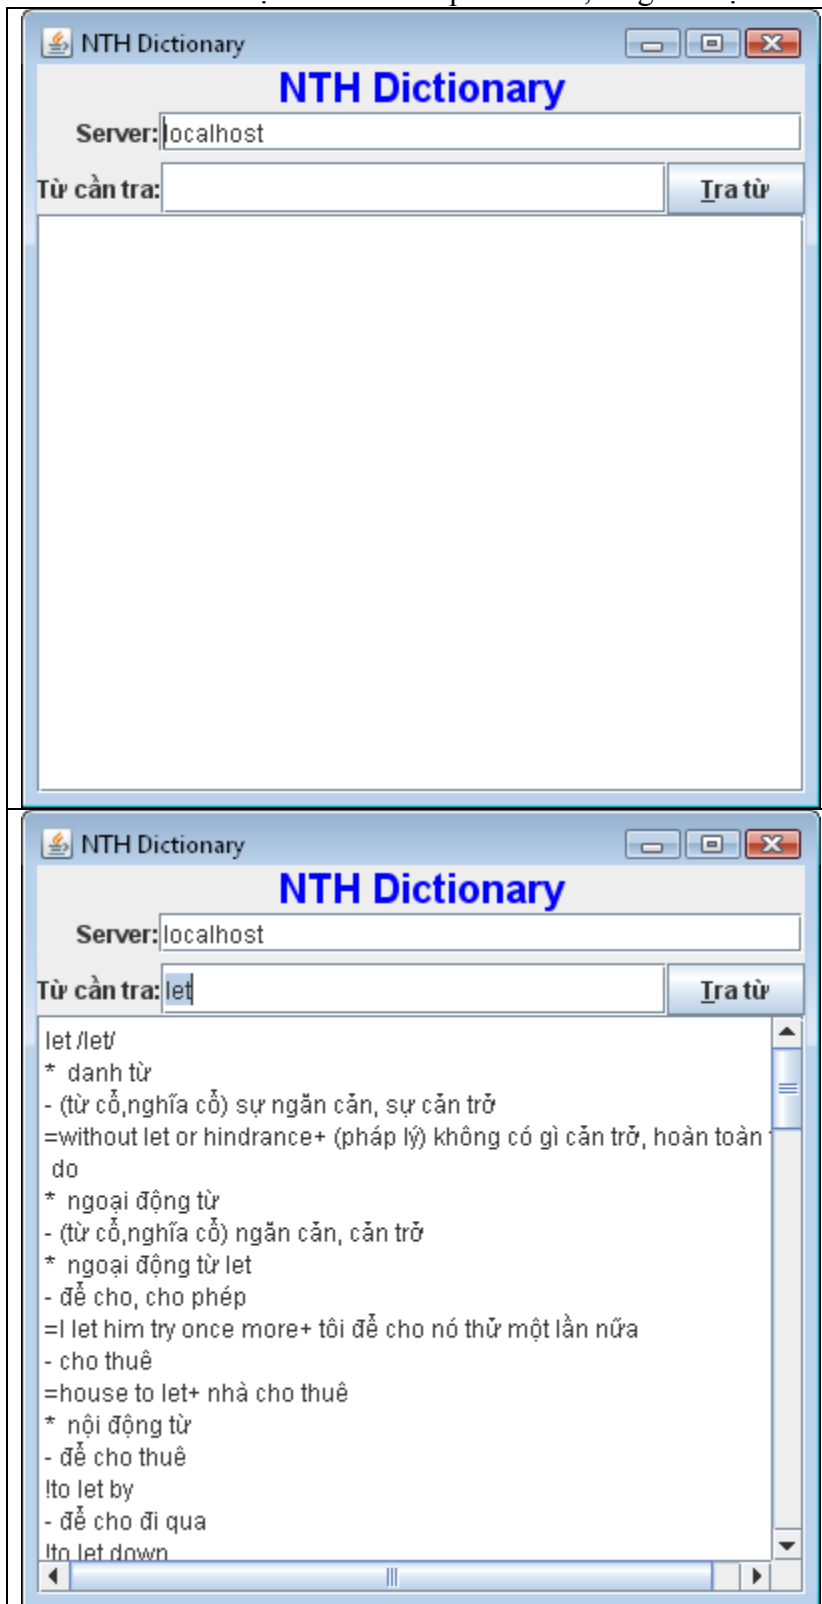 NTH Dictionary
NTH Dictionary
Server: localhost
Từ cần tra: Tra từ
NTH Dictionary
NTH Dictionary
Server: localhost
Từ cần tra: let Tra từ
let /let/
* danh từ
- (từ cổ,nghĩa cổ) sự ngăn cản, sự cản trở
=without let or hindrance+ (pháp lý) không có gì cản trở, hoàn toàn
do
* ngoại động từ
- (từ cổ,nghĩa cổ) ngăn cản, cản trở
* ngoại động từ let
- để cho, cho phép
=I let him try once more+ tôi để cho nó thử một lần nữa
- cho thuê
=house to let+ nhà cho thuê
* nội động từ
- để cho thuê
!to let by
- để cho đi qua
!to let down